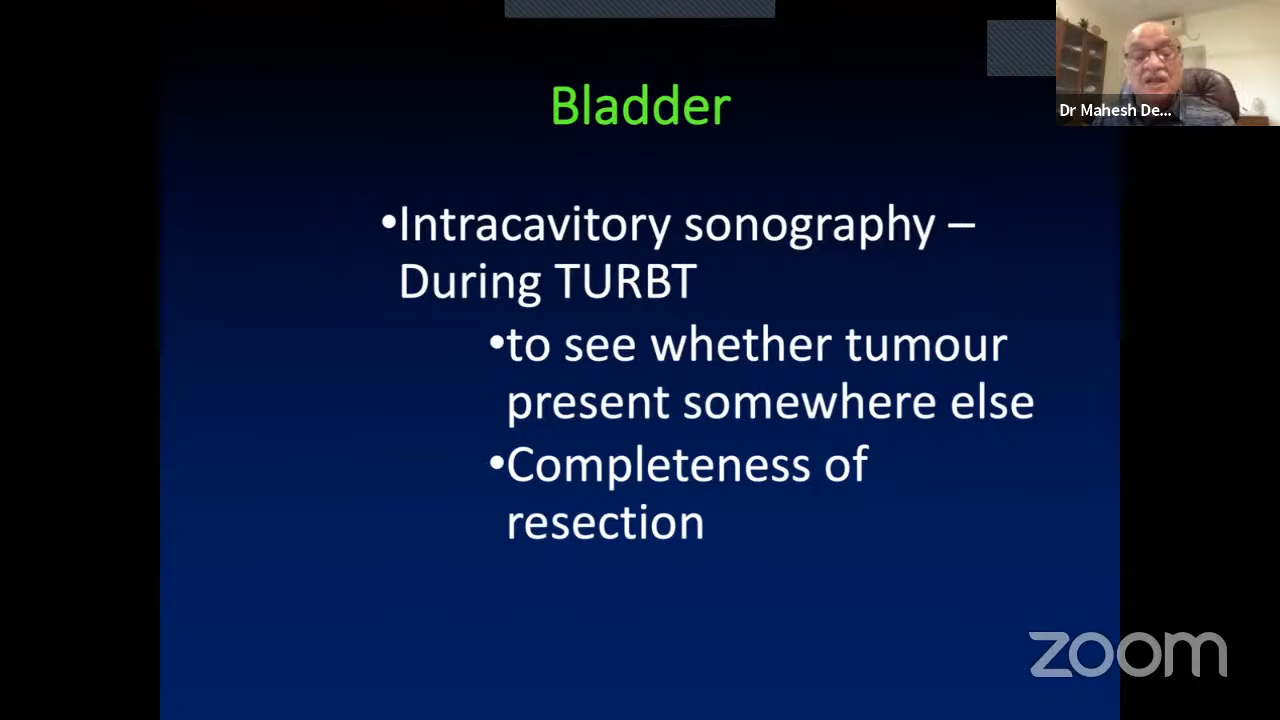 Bladder
Dr Mahesh De...
•Intracavitory sonography –
During TURBT
•to see whether tumour
present somewhere else
•Completeness of
resection
zoom